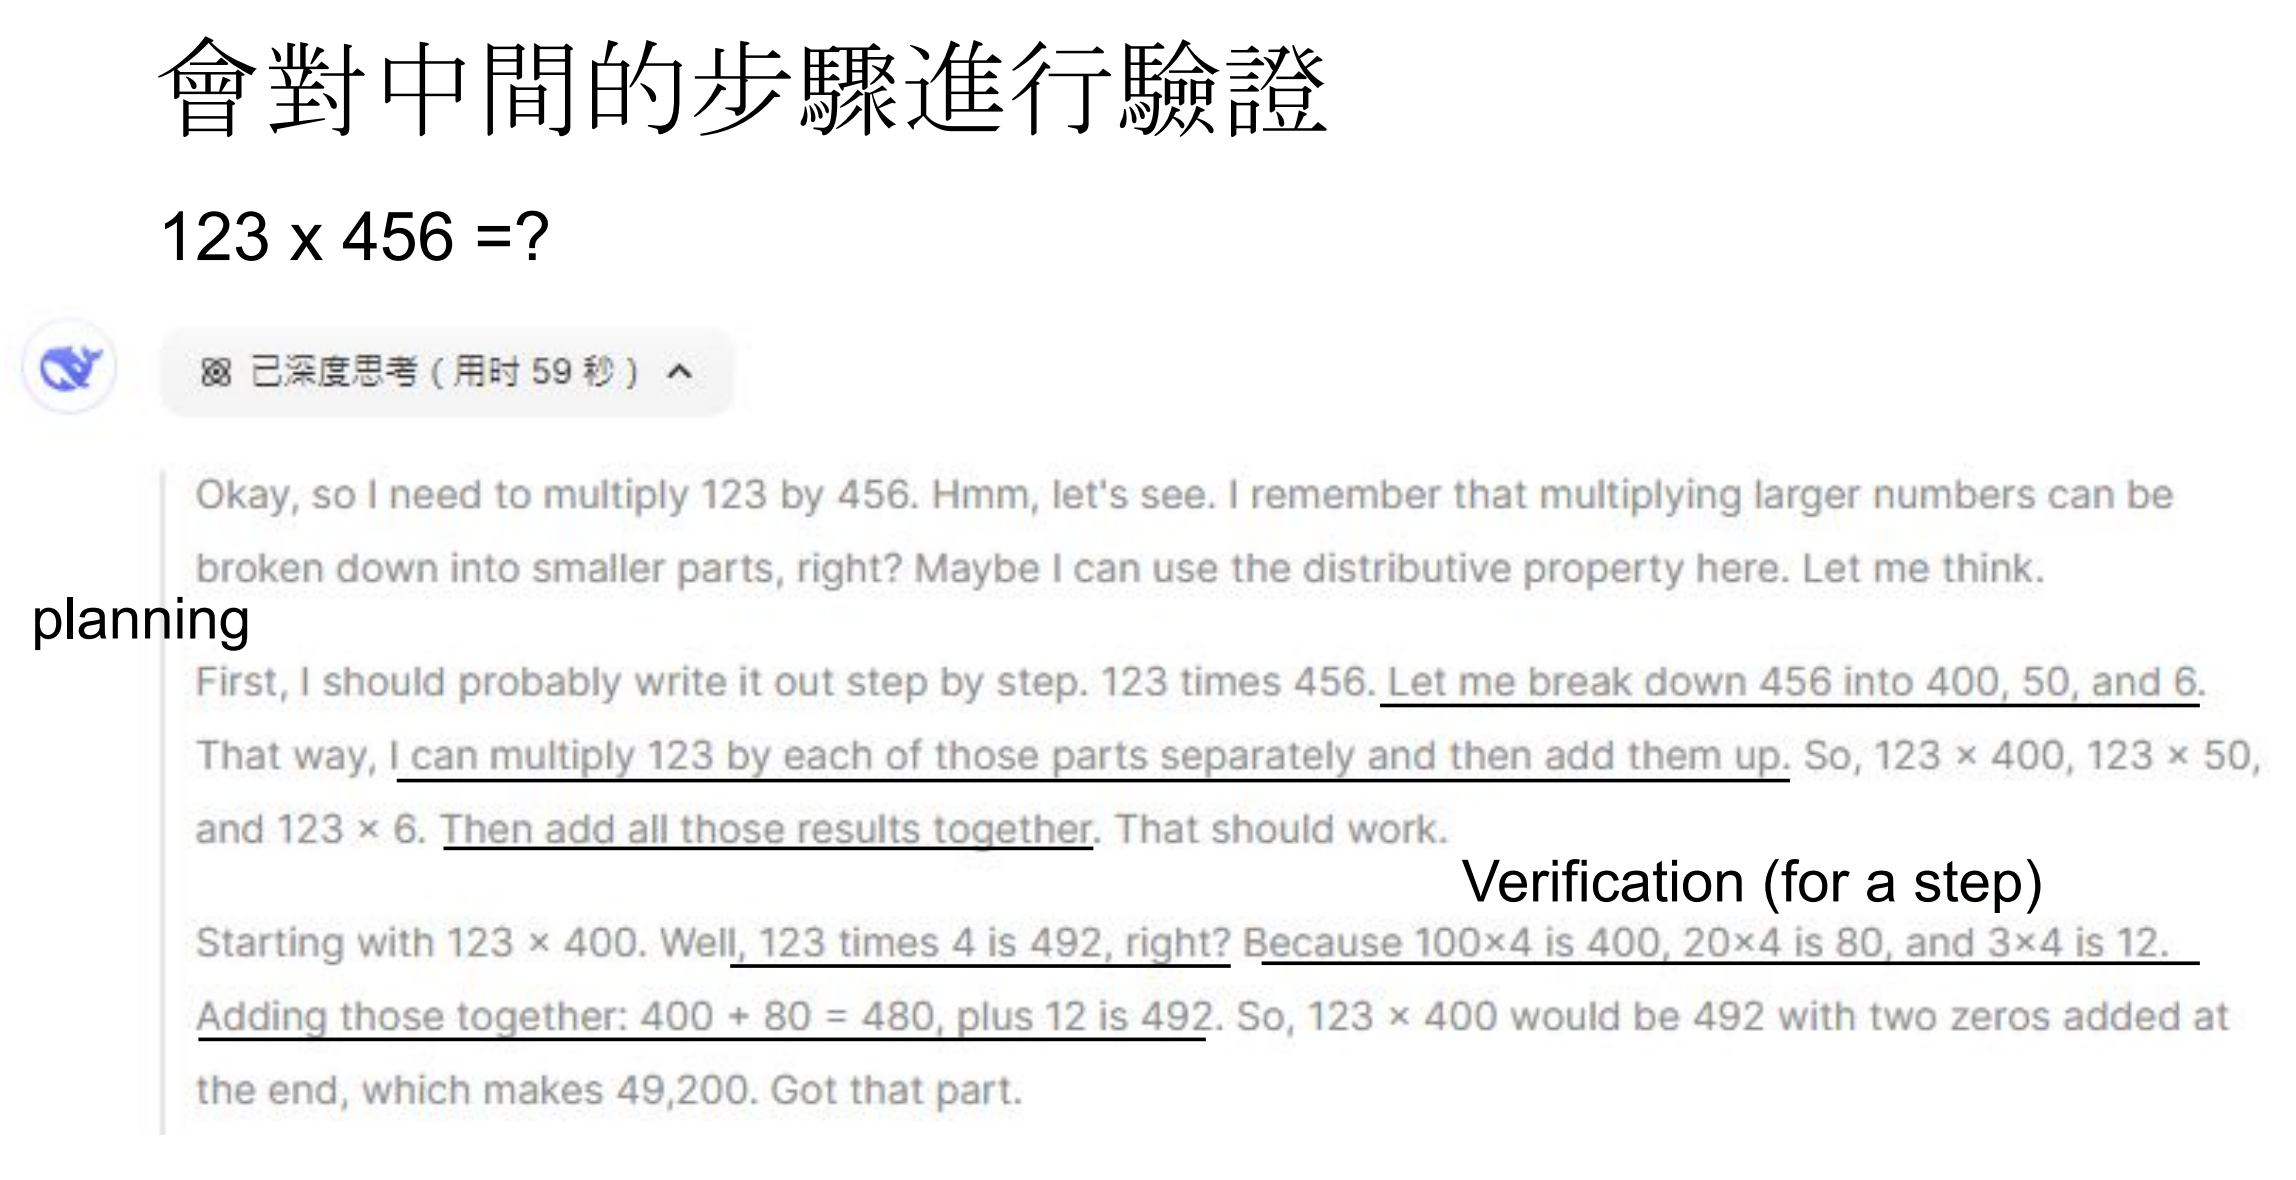 會對中間的步驟進行驗證
123 x 456 =?
已深度思考 ( 用时 59 秒 )
Okay, so I need to multiply 123 by 456. Hmm, let's see. I remember that multiplying larger numbers can be
broken down into smaller parts, right? Maybe I can use the distributive property here. Let me think.
planning
First, I should probably write it out step by step. 123 times 456. Let me break down 456 into 400, 50, and 6.
That way, I can multiply 123 by each of those parts separately and then add them up. So, 123 × 400, 123 × 50,
and 123 × 6. Then add all those results together. That should work.
Verification (for a step)
Starting with 123 × 400. Well, 123 times 4 is 492, right? Because 100×4 is 400, 20×4 is 80, and 3×4 is 12.
Adding those together: 400 + 80 = 480, plus 12 is 492. So, 123 × 400 would be 492 with two zeros added at
the end, which makes 49,200. Got that part.